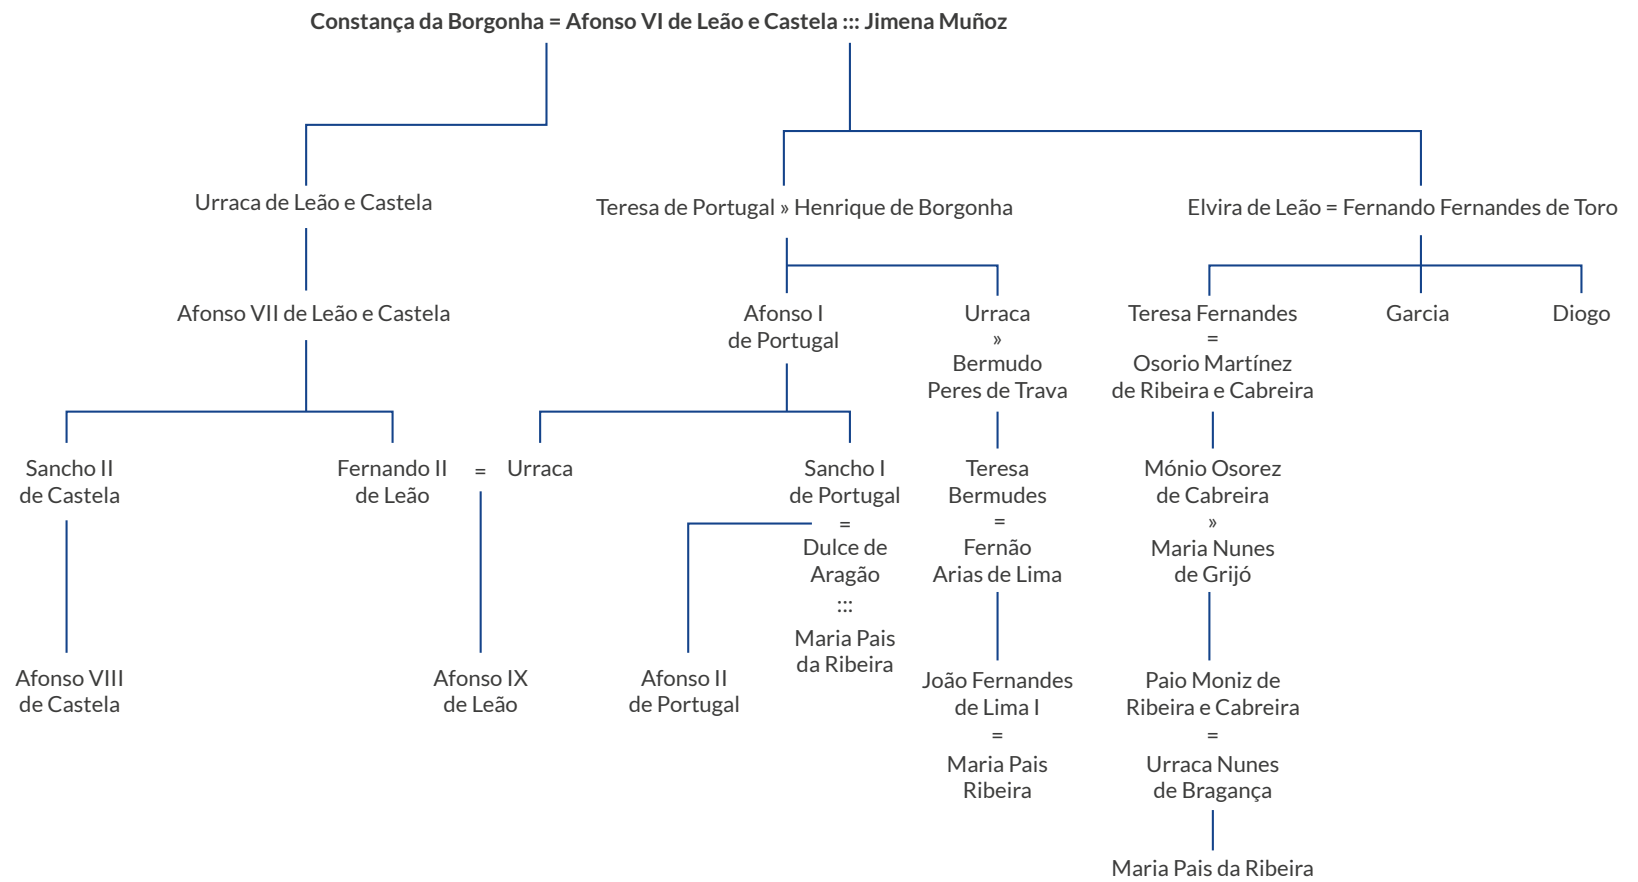 Constança da Borgonha = Afonso VI de Leão e Castela ::: Jimena Muñoz
Urraca de Leão e Castela
Teresa de Portugal » Henrique de Borgonha
Elvira de Leão = Fernando Fernandes de Toro
Afonso VII de Leão e Castela
Afonso I
de Portugal
Urraca
»
Bermudo
Peres de Trava
Teresa Fernandes
=
Osorio Martínez
de Ribeira e Cabreira
Garcia
Diogo
Sancho II
de Castela
Fernando II
de Leão
=
Urraca
Sancho I
de Portugal
=
Dulce de
Aragão
:::
Maria Pais
da Ribeira
Teresa
Bermudes
=
Fernão
Arias de Lima
Mónio Osorez
de Cabreira
»
Maria Nunes
de Grijó
Afonso VIII
de Castela
Afonso IX
de Leão
Afonso II
de Portugal
João Fernandes
de Lima I
=
Maria Pais
Ribeira
Paio Moniz de
Ribeira e Cabreira
=
Urraca Nunes
de Bragança
Maria Pais da Ribeira